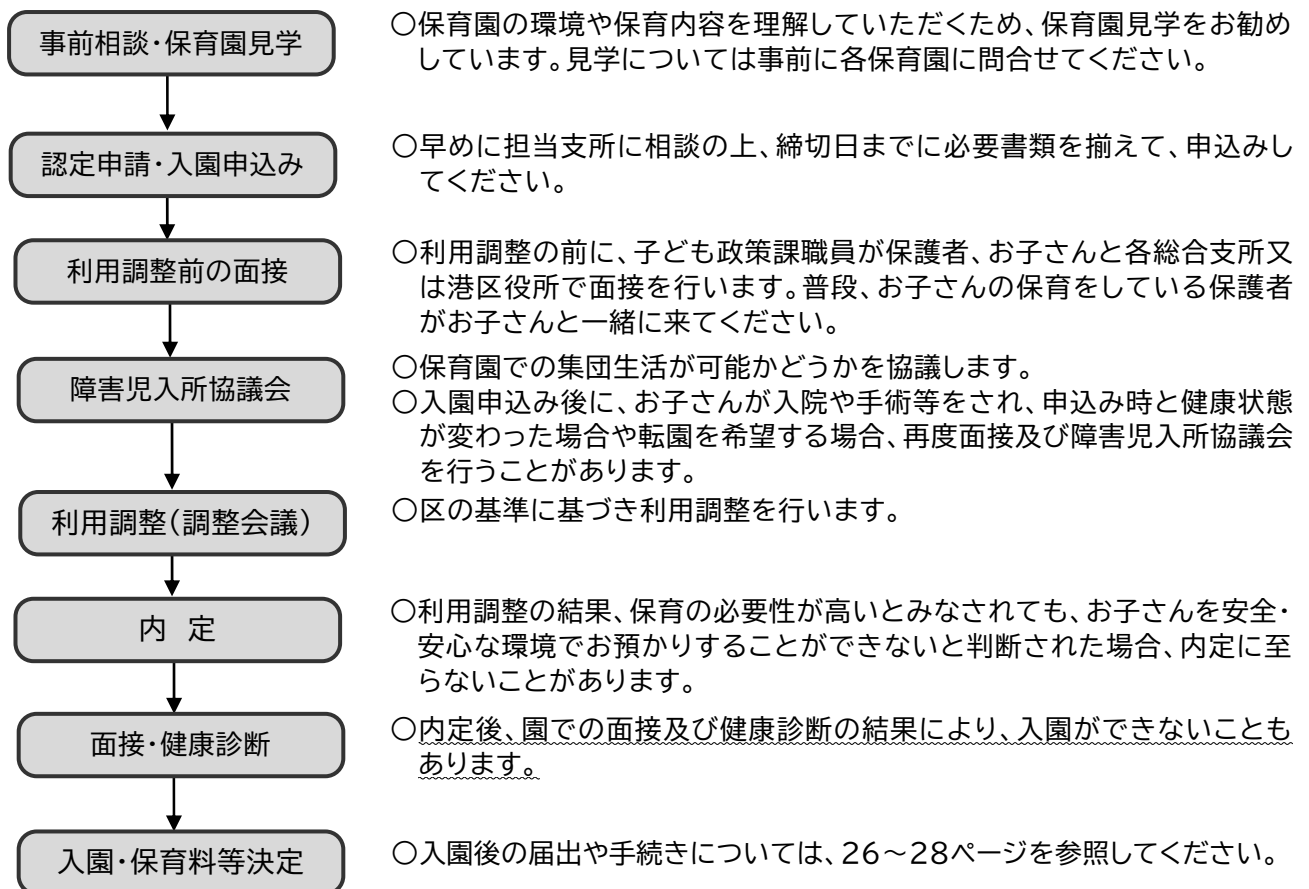 事前相談・保育園見学
○保育園の環境や保育内容を理解していただくため、保育園見学をお勧め
しています。見学については事前に各保育園に問合せてください。
認定申請・入園申込み
○早めに担当支所に相談の上、締切日までに必要書類を揃えて、申込みし
てください。
利用調整前の面接
○利用調整の前に、子ども政策課職員が保護者、お子さんと各総合支所又
は港区役所で面接を行います。普段、お子さんの保育をしている保護者
がお子さんと一緒に来てください。
障害児入所協議会
○保育園での集団生活が可能かどうかを協議します。
○入園申込み後に、お子さんが入院や手術等をされ、申込み時と健康状態
が変わった場合や転園を希望する場合、再度面接及び障害児入所協議会
を行うことがあります。
利用調整(調整会議)
○区の基準に基づき利用調整を行います。
内 定
○利用調整の結果、保育の必要性が高いとみなされても、お子さんを安全・
安心な環境でお預かりすることができないと判断された場合、内定に至
らないことがあります。
面接・健康診断
○内定後、園での面接及び健康診断の結果により、入園ができないことも
あります。
入園・保育料等決定
○入園後の届出や手続きについては、26~28ページを参照してください。